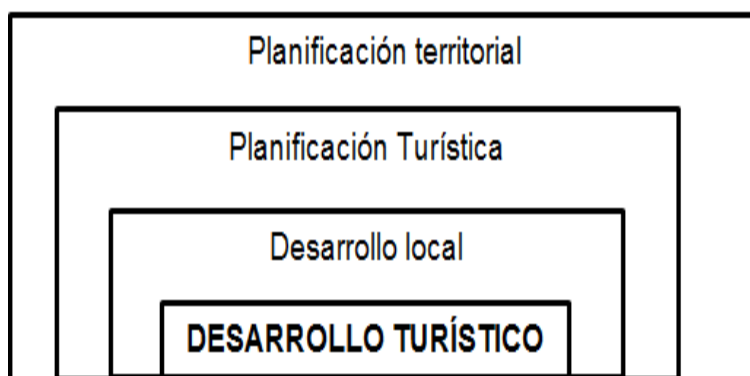 Planificación territorial
Planificación Turística
Desarrollo local
DESARROLLO TURÍSTICO